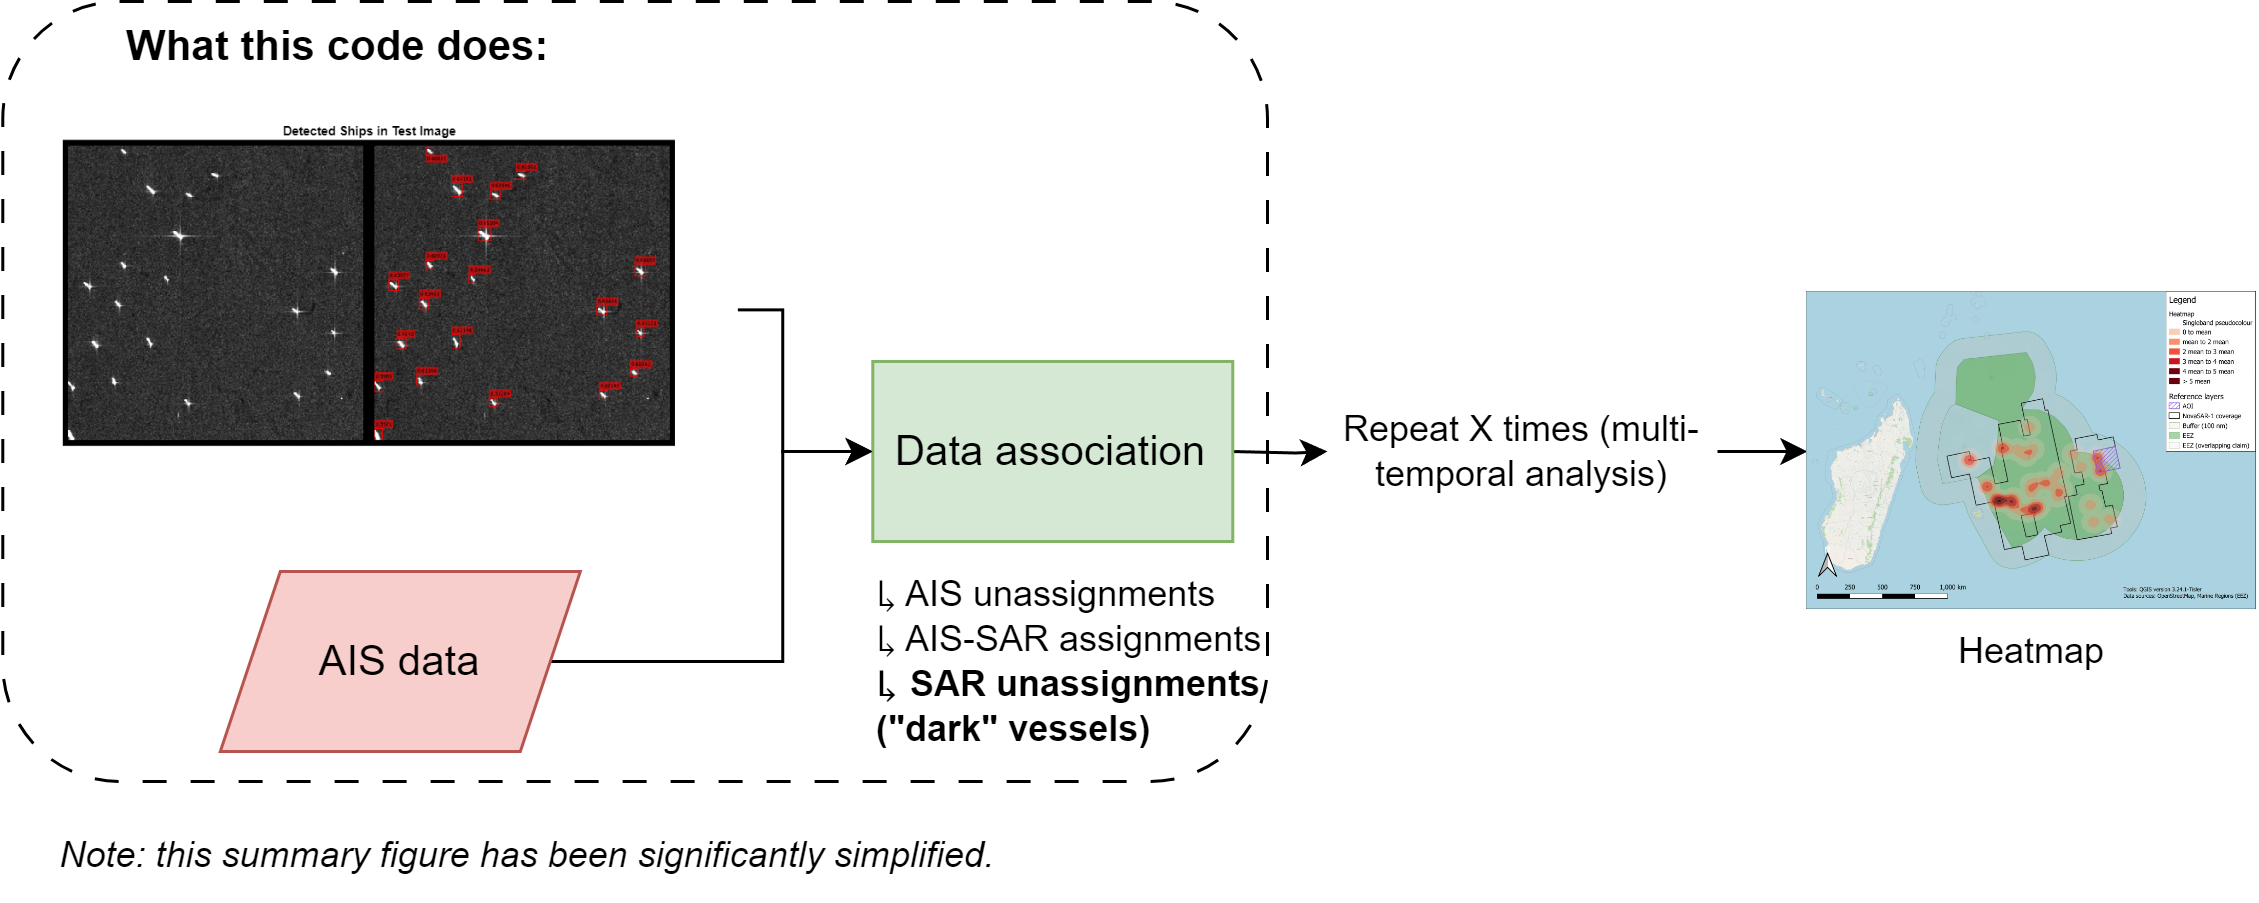 What this code does:
Detected Ships in Test Image
AIS data
Data association
↳ AIS unassignments
↳ AIS-SAR assignments
↳ SAR unassignments
("dark" vessels)
Repeat X times (multi-
temporal analysis)
Legend
Heatmap
Singleband pseudocolour
0 to mean
mean to 2 mean
2 mean to 3 mean
3 mean to 4 mean
4 mean to 5 mean
> 5 mean
Reference layers
AOI
NovaSAR-1 coverage
Buffer (100 nm)
EEZ
EEZ (overlapping claim)
0 250 500 750 1,000 km
Tools: QGIS version 3.24.1-Tisler
Data sources: OpenStreetMap, Marine Regions (EEZ)
Heatmap
Note: this summary figure has been significantly simplified.